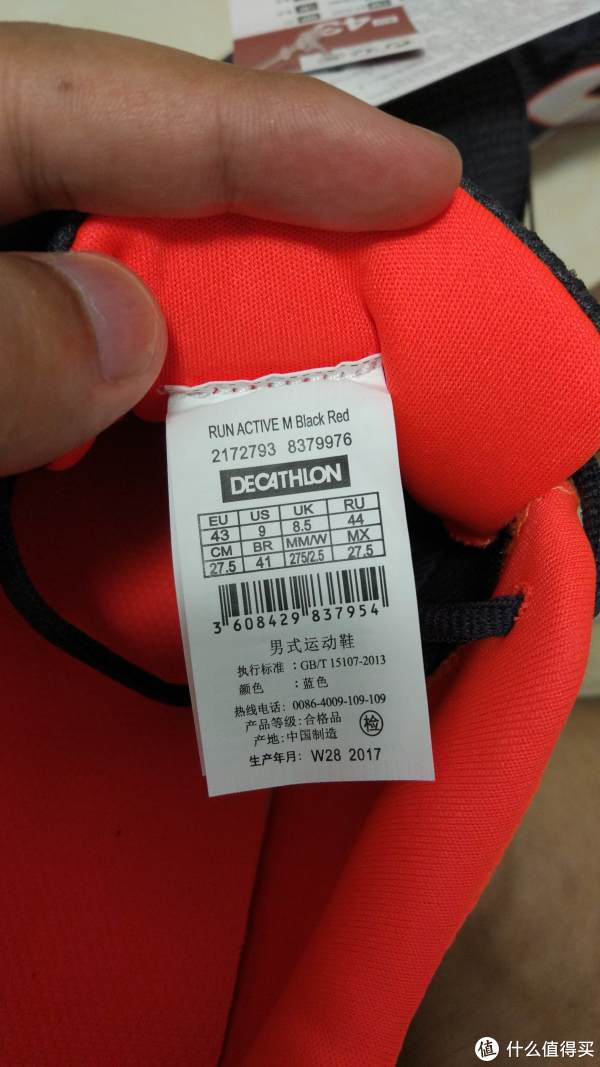 43
RUN ACTIVE M Black Red
2172793 8379976
DECATHLON
EU US UK RU
43 9 8.5 44
CM BR MM/W MX
27.5 41 275/2.5 27.5
3 608429 837954
男式运动鞋
执行标准 :GB/T 15107-2013
颜色 :蓝色
热线电话: 0086-4009-109-109
产品等级:合格品
检
产地:中国制造
生产年月: W28 2017
值 什么值得买